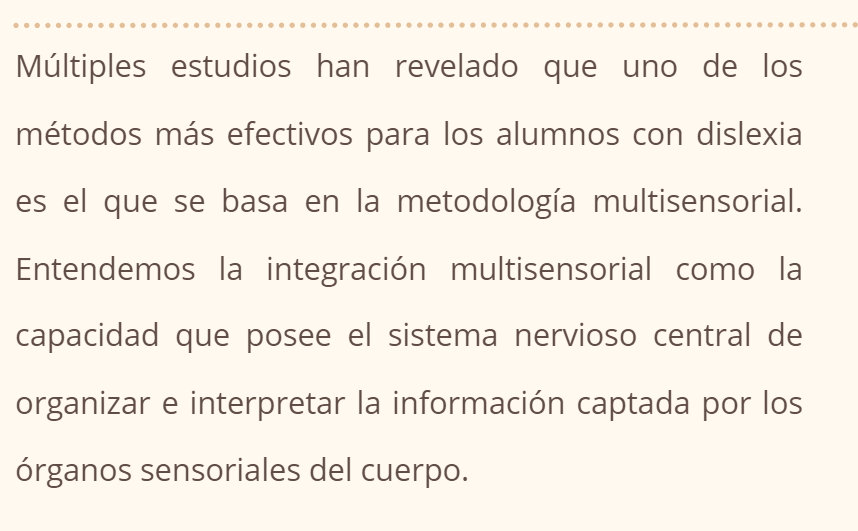 Múltiples estudios han revelado que uno de los
métodos más efectivos para los alumnos con dislexia
es el que se basa en la metodología multisensorial.
Entendemos la integración multisensorial como la
capacidad que posee el sistema nervioso central de
organizar e interpretar la información captada por los
órganos sensoriales del cuerpo.